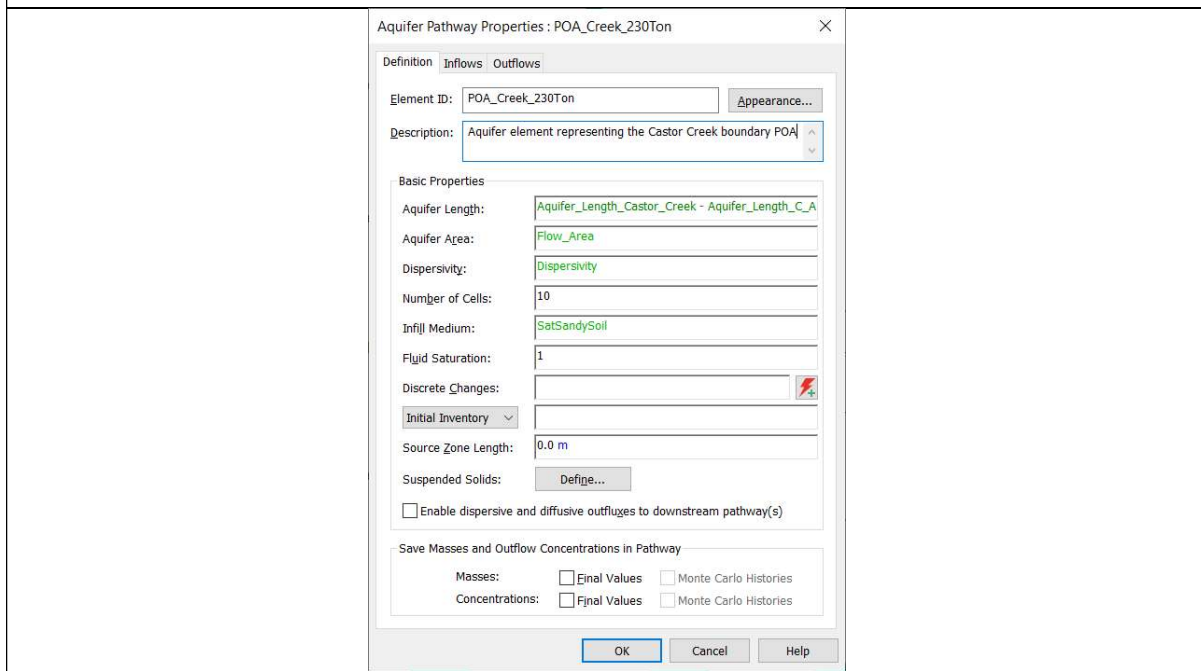 Aquifer Pathway Properties : POA_Creek_230Ton
Definition Inflows Outflows
Element ID: POA_Creek_230Ton Appearance...
Description: Aquifer element representing the Castor Creek boundary POA
Basic Properties
Aquifer Length: Aquifer_Length_Castor_Creek - Aquifer_Length_C_A
Aquifer Area: Flow_Area
Dispersivity: Dispersivity
Number of Cells: 10
Infill Medium: SatSandySoil
Fluid Saturation: 1
Discrete Changes:
Initial Inventory
Source Zone Length: 0.0 m
Suspended Solids: Define...
Enable dispersive and diffusive outfluxes to downstream pathway(s)
Save Masses and Outflow Concentrations in Pathway
Masses: Final Values Monte Carlo Histories
Concentrations: Final Values Monte Carlo Histories
OK Cancel Help